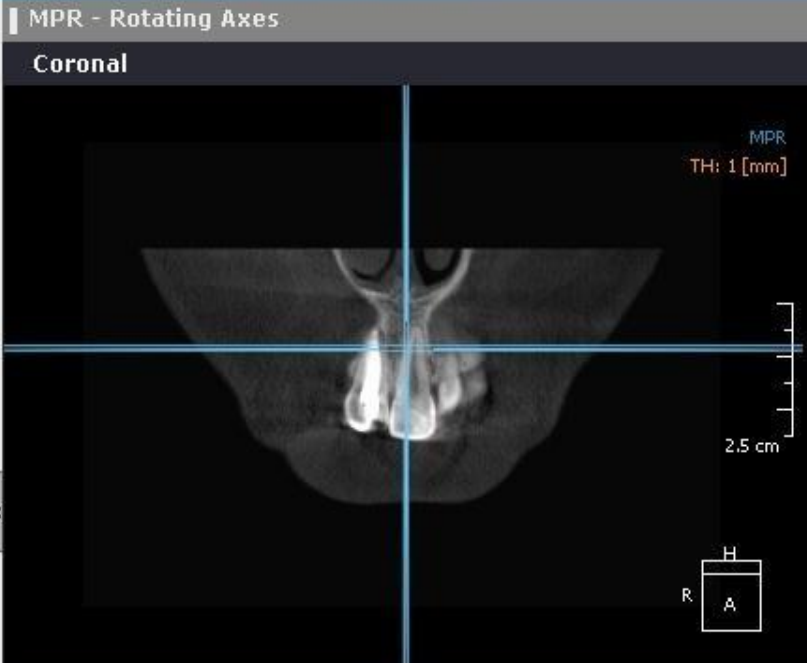 MPR - Rotating Axes
Coronal
MPR
TH: 1 [mm]
2.5 cm
H
R
A